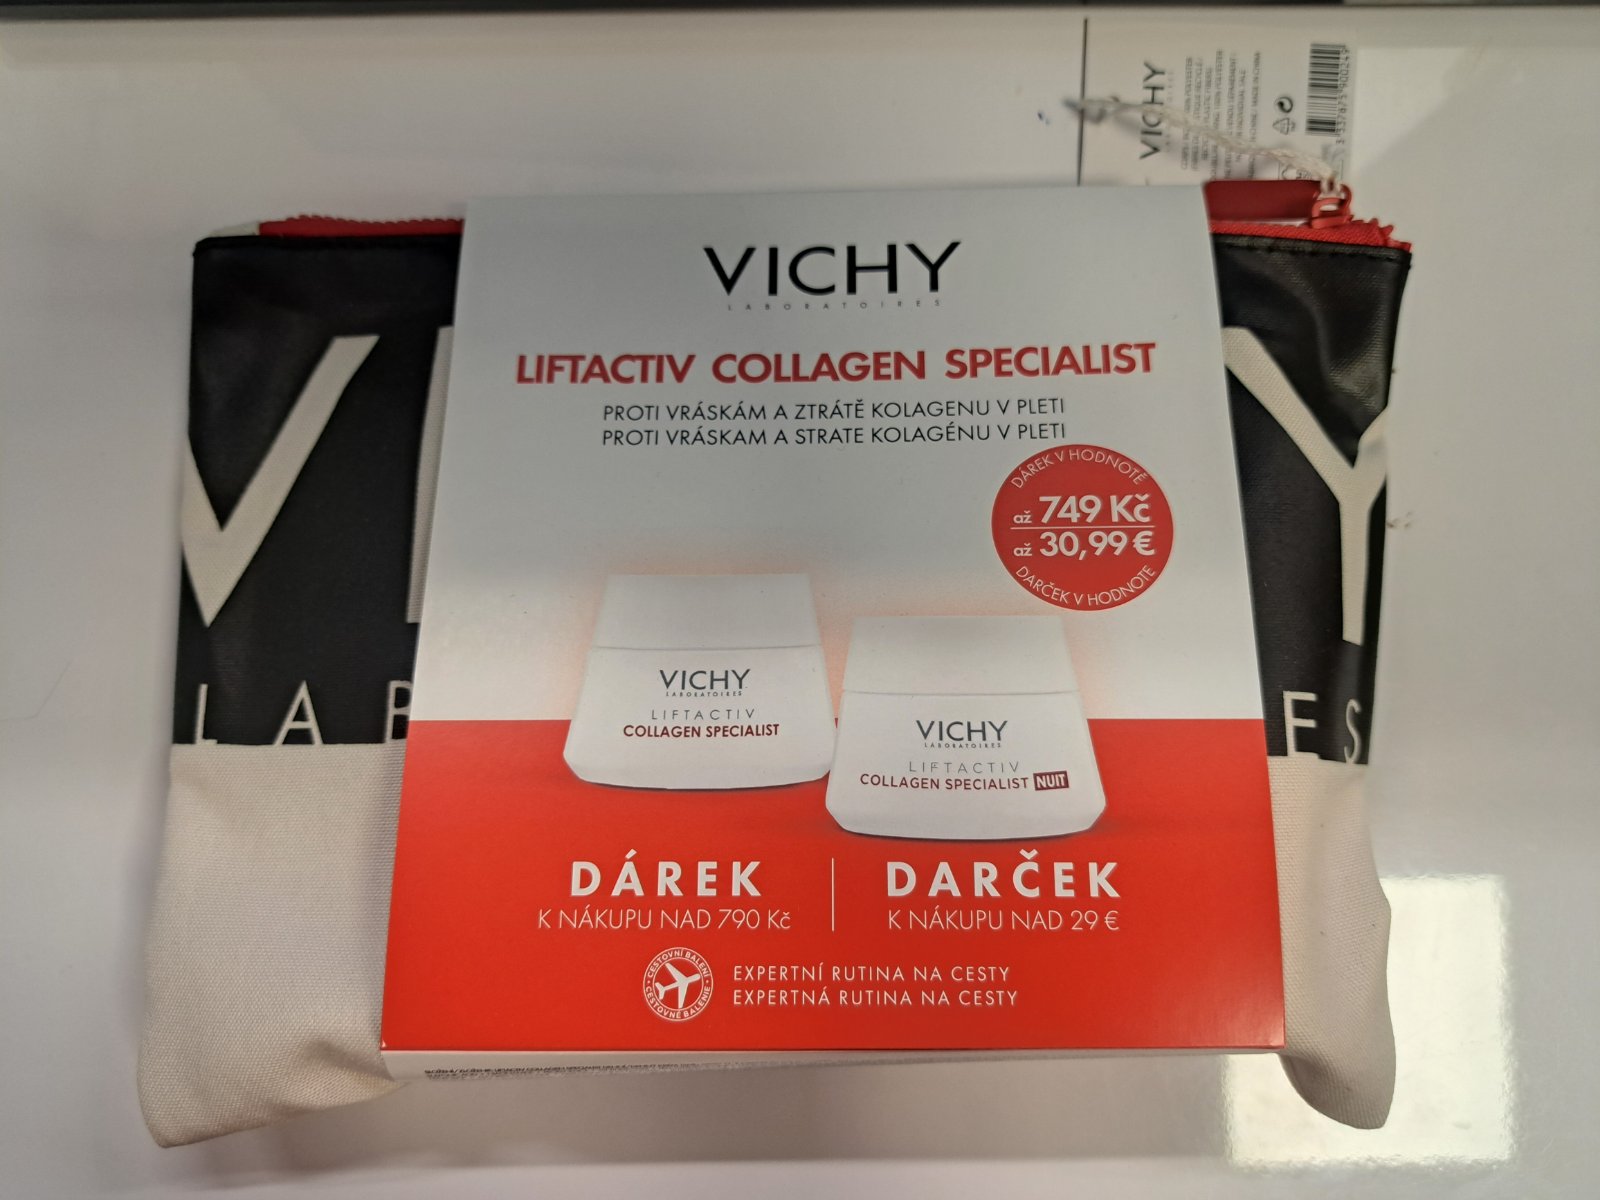 VICHY
LABORATOIRES
LIFTACTIV COLLAGEN SPECIALIST
PROTI VRÁSKÁM A ZTRÁTĚ KOLAGENU V PLETI
PROTI VRÁSKAM A STRATE KOLAGÉNU V PLETI
DÁREK V HODNOTĚ
až 749 Kč
až 30,99 €
DARČEK V HODNOTE
VICHY
LABORATOIRES
LIFTACTIV
COLLAGEN SPECIALIST
VICHY
LABORATOIRES
LIFTACTIV
COLLAGEN SPECIALIST NUIT
DÁREK
K NÁKUPU NAD 790 Kč
DARČEK
K NÁKUPU NAD 29 €
CESTOVNÍ BALENÍ
CESTOVNÉ BALENIE
EXPERTNÍ RUTINA NA CESTY
EXPERTNÁ RUTINA NA CESTY
VICHY
V Y
LAB ES